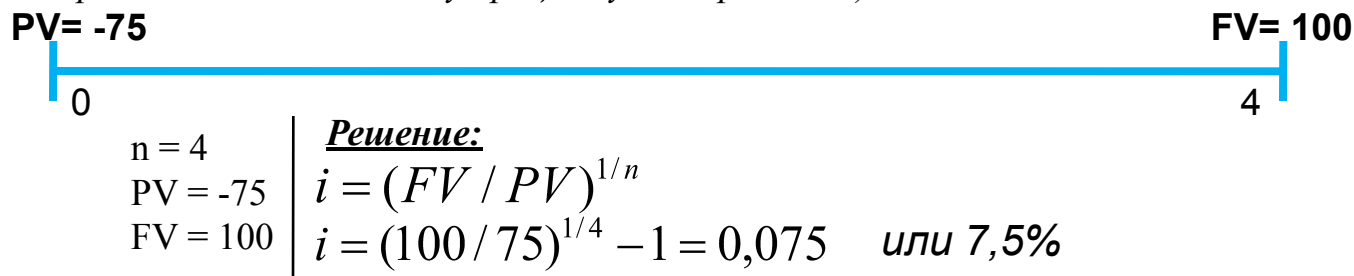 PV= -75 FV= 100
0 4
Решение:
n = 4
PV = -75
FV = 100
i = (FV / PV)^{1/n}
i = (100 / 75)^{1/4} − 1 = 0,075 или 7,5%